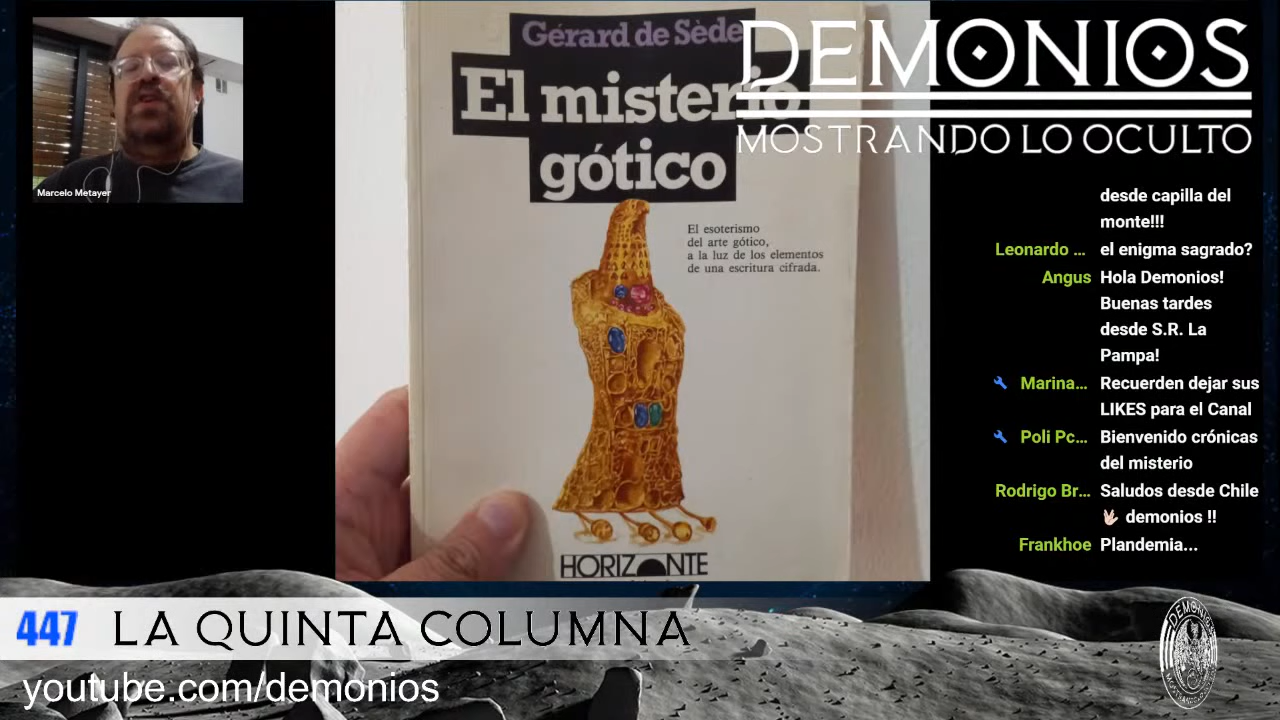 Marcelo Metayer
Gérard de Sède
El misterio
gótico
El esoterismo
del arte gótico,
a la luz de los elementos
de una escritura cifrada.
HORIZONTE
DEMONIOS
MOSTRANDO LO OCULTO
desde capilla del
monte!!!
Leonardo ... el enigma sagrado?
Angus Hola Demonios!
Buenas tardes
desde S.R. La
Pampa!
Marina... Recuerden dejar sus
LIKES para el Canal
Poli Pc... Bienvenido crónicas
del misterio
Rodrigo Br... Saludos desde Chile
🖖🏻 demonios !!
Frankhoe Plandemia...
447 LA QUINTA COLUMNA
youtube.com/demonios
DEMONIOS